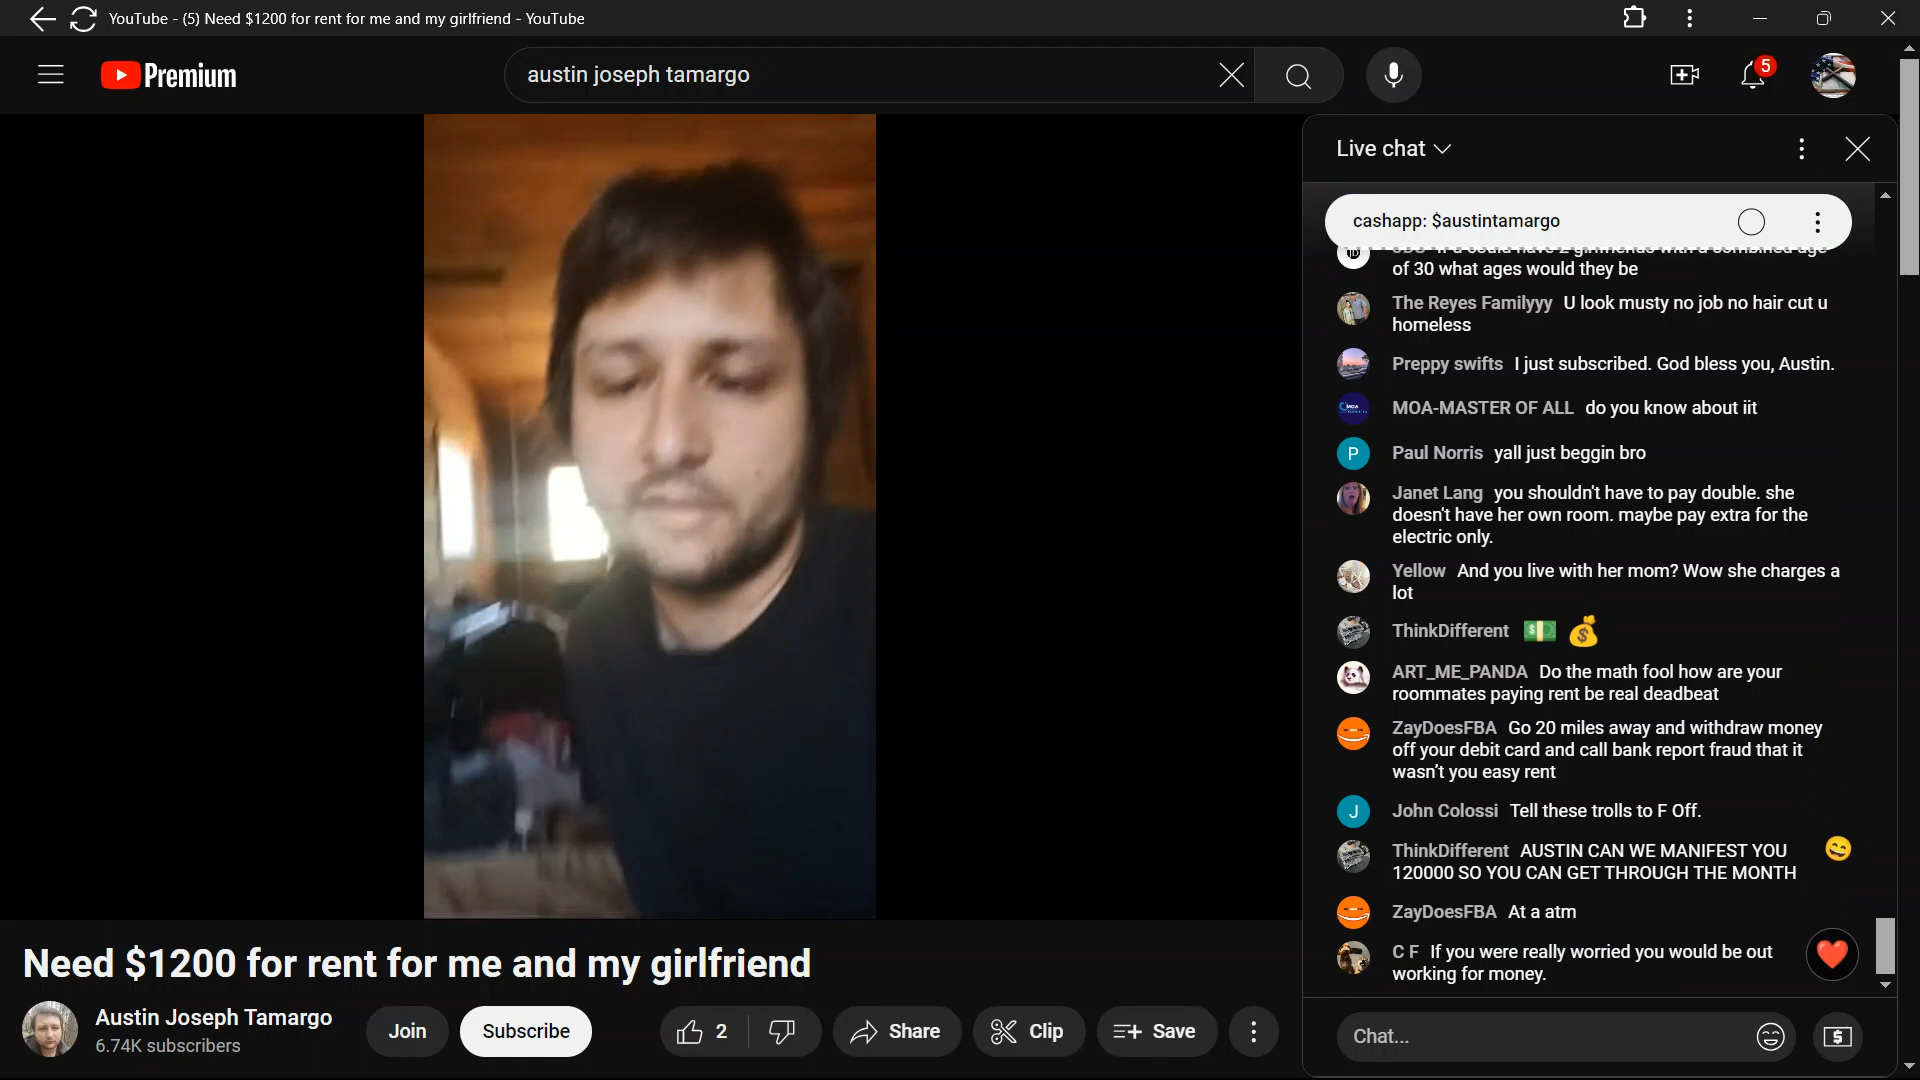 YouTube - (5) Need $1200 for rent for me and my girlfriend - YouTube
Premium
austin joseph tamargo
5
Live chat
cashapp: $austintamargo
of 30 what ages would they be
The Reyes Familyyy U look musty no job no hair cut u
homeless
Preppy swifts I just subscribed. God bless you, Austin.
MOA-MASTER OF ALL do you know about iit
P Paul Norris yall just beggin bro
Janet Lang you shouldn't have to pay double. she
doesn't have her own room. maybe pay extra for the
electric only.
Yellow And you live with her mom? Wow she charges a
lot
ThinkDifferent 💵 💰
ART_ME_PANDA Do the math fool how are your
roommates paying rent be real deadbeat
ZayDoesFBA Go 20 miles away and withdraw money
off your debit card and call bank report fraud that it
wasn't you easy rent
J John Colossi Tell these trolls to F Off.
ThinkDifferent AUSTIN CAN WE MANIFEST YOU
120000 SO YOU CAN GET THROUGH THE MONTH
ZayDoesFBA At a atm
C F If you were really worried you would be out
working for money.
Chat...
Need $1200 for rent for me and my girlfriend
Austin Joseph Tamargo
6.74K subscribers
Join
Subscribe
2
Share
Clip
Save